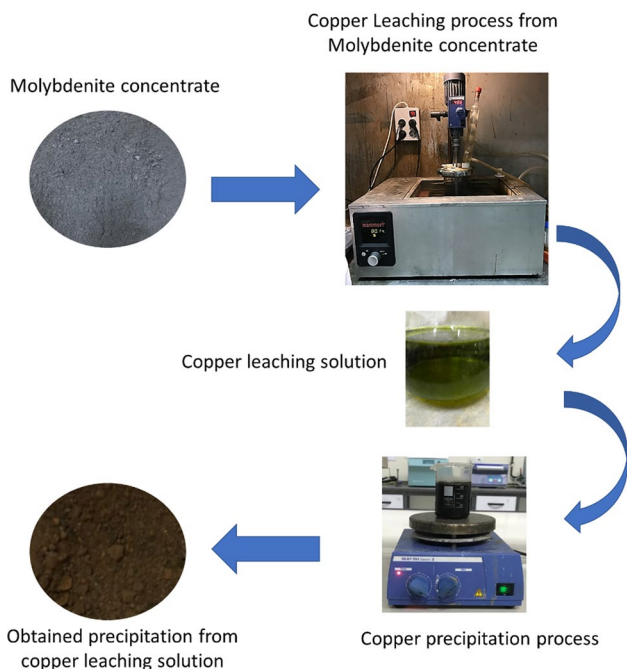 Copper Leaching process from
Molybdenite concentrate
Molybdenite concentrate
Copper leaching solution
Obtained precipitation from
copper leaching solution
Copper precipitation process